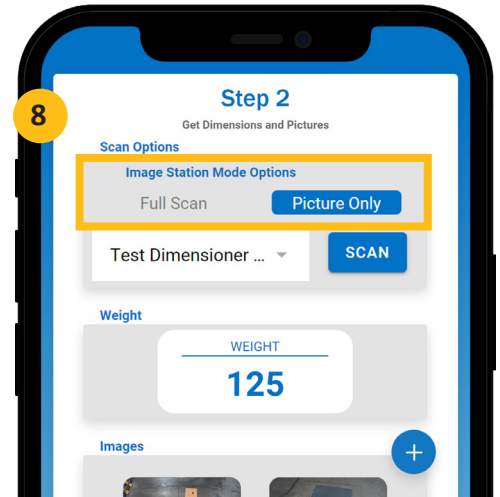 8
Step 2
Get Dimensions and Pictures
Scan Options
Image Station Mode Options
Full Scan Picture Only
Test Dimensioner ... SCAN
Weight
WEIGHT
125
Images
+